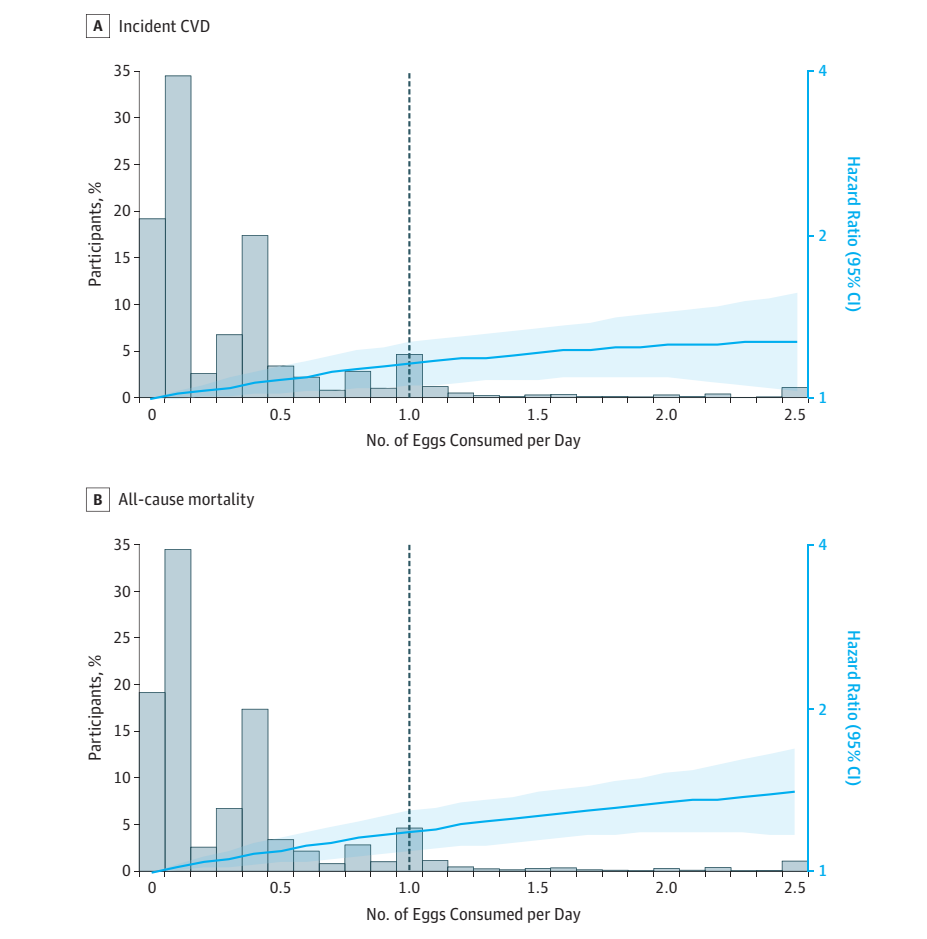 A Incident CVD
35
30
25
20
15
10
5
0
Participants, %
4
2
1
Hazard Ratio (95% CI)
0 0.5 1.0 1.5 2.0 2.5
No. of Eggs Consumed per Day
B All-cause mortality
35
30
25
20
15
10
5
0
Participants, %
4
2
1
Hazard Ratio (95% CI)
0 0.5 1.0 1.5 2.0 2.5
No. of Eggs Consumed per Day